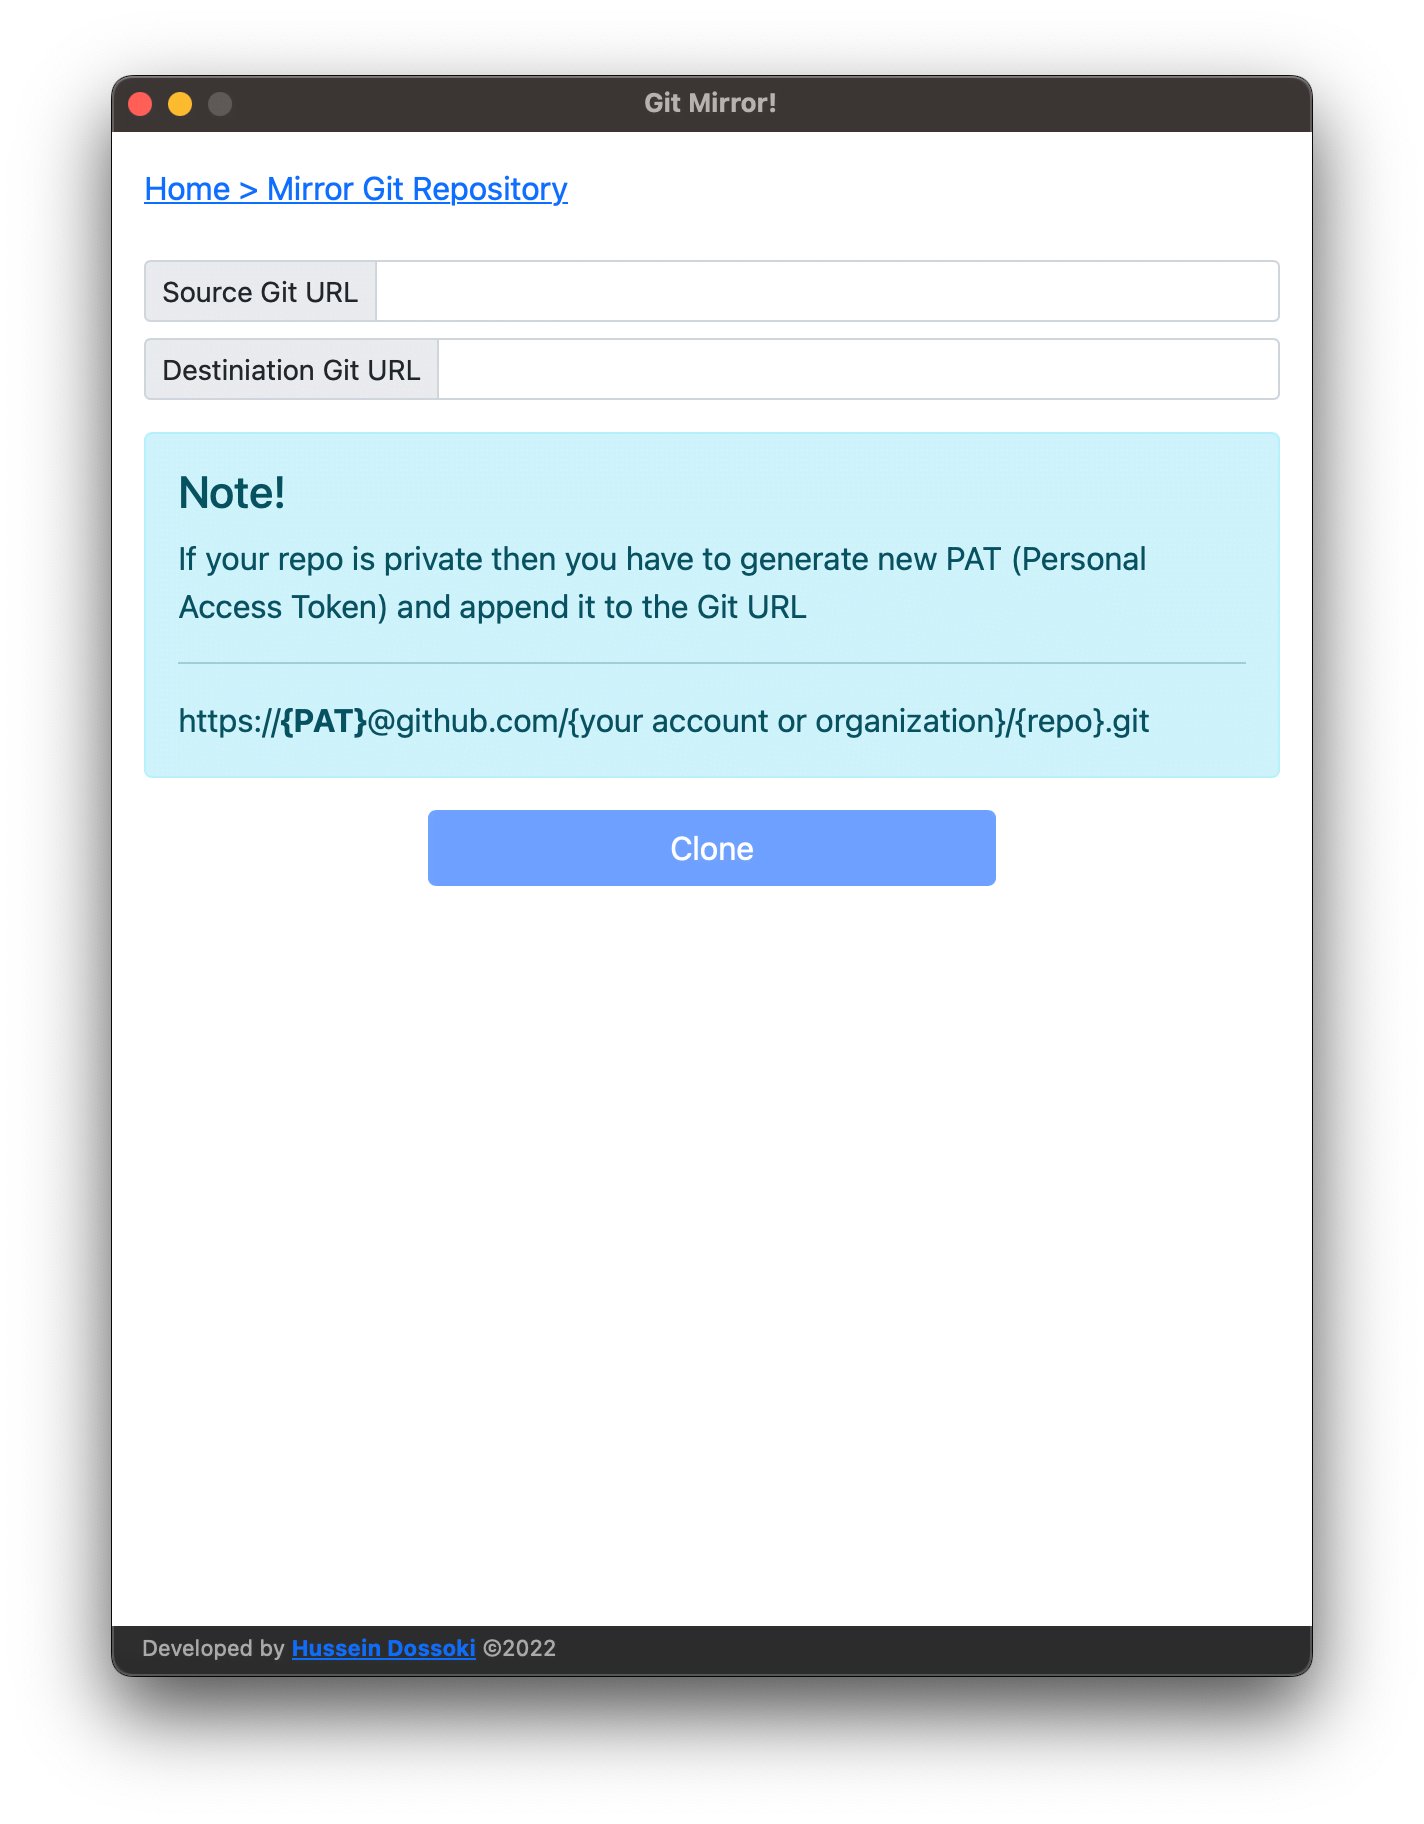 Git Mirror!
Home > Mirror Git Repository
Source Git URL
Destiniation Git URL
Note!
If your repo is private then you have to generate new PAT (Personal
Access Token) and append it to the Git URL
https://{PAT}@github.com/{your account or organization}/{repo}.git
Clone
Developed by Hussein Dossoki ©2022